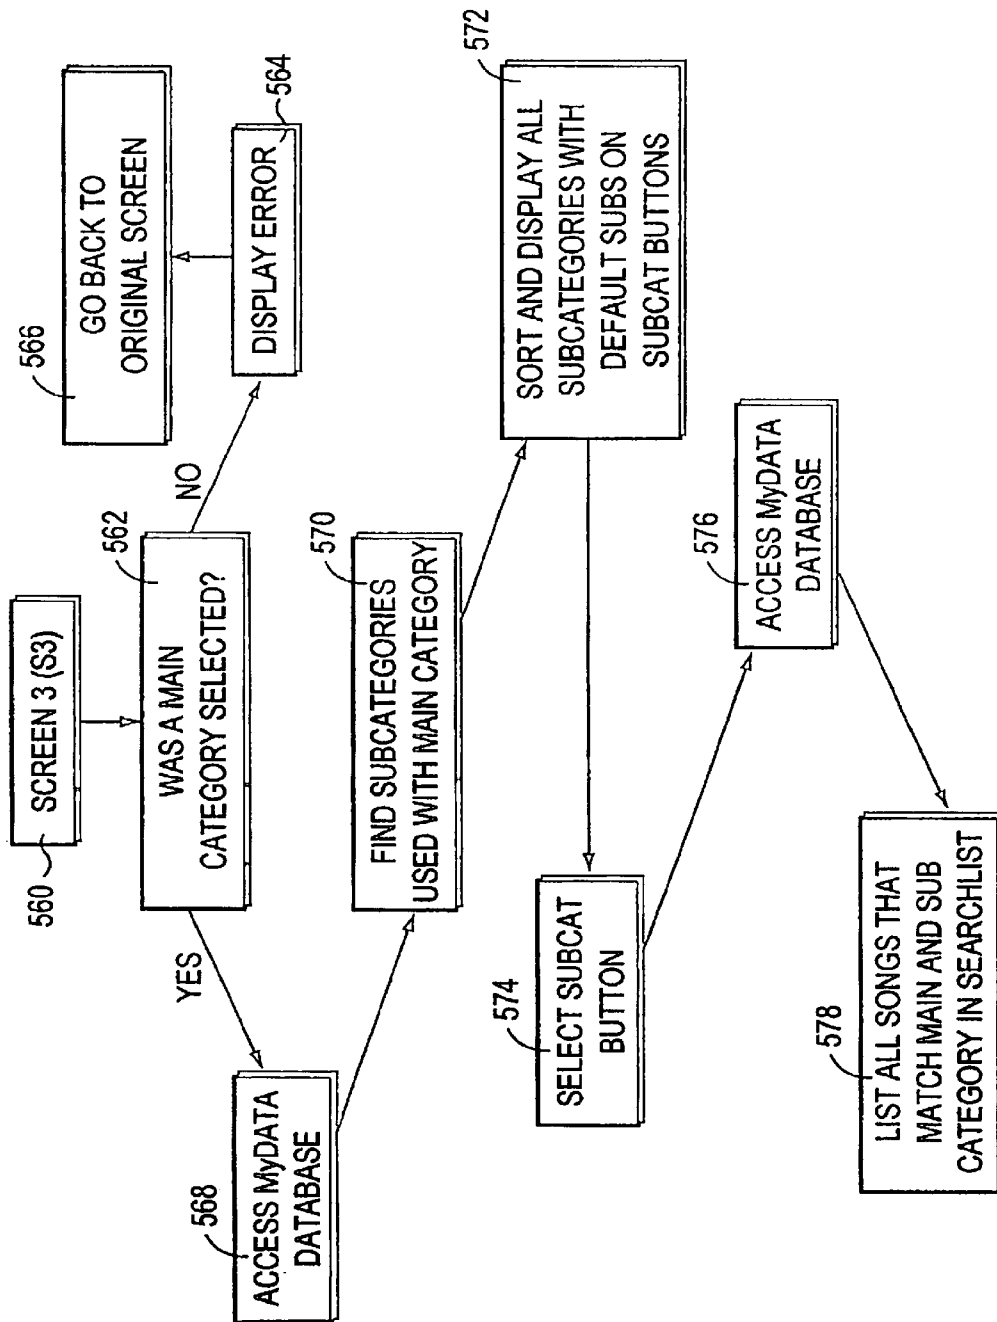 560
SCREEN 3 (S3)
562
WAS A MAIN
CATEGORY SELECTED?
NO
YES
564
DISPLAY ERROR
566
GO BACK TO
ORIGINAL SCREEN
568
ACCESS MyDATA
DATABASE
570
FIND SUBCATEGORIES
USED WITH MAIN CATEGORY
572
SORT AND DISPLAY ALL
SUBCATEGORIES WITH
DEFAULT SUBS ON
SUBCAT BUTTONS
574
SELECT SUBCAT
BUTTON
576
ACCESS MyDATA
DATABASE
578
LIST ALL SONGS THAT
MATCH MAIN AND SUB
CATEGORY IN SEARCHLIST